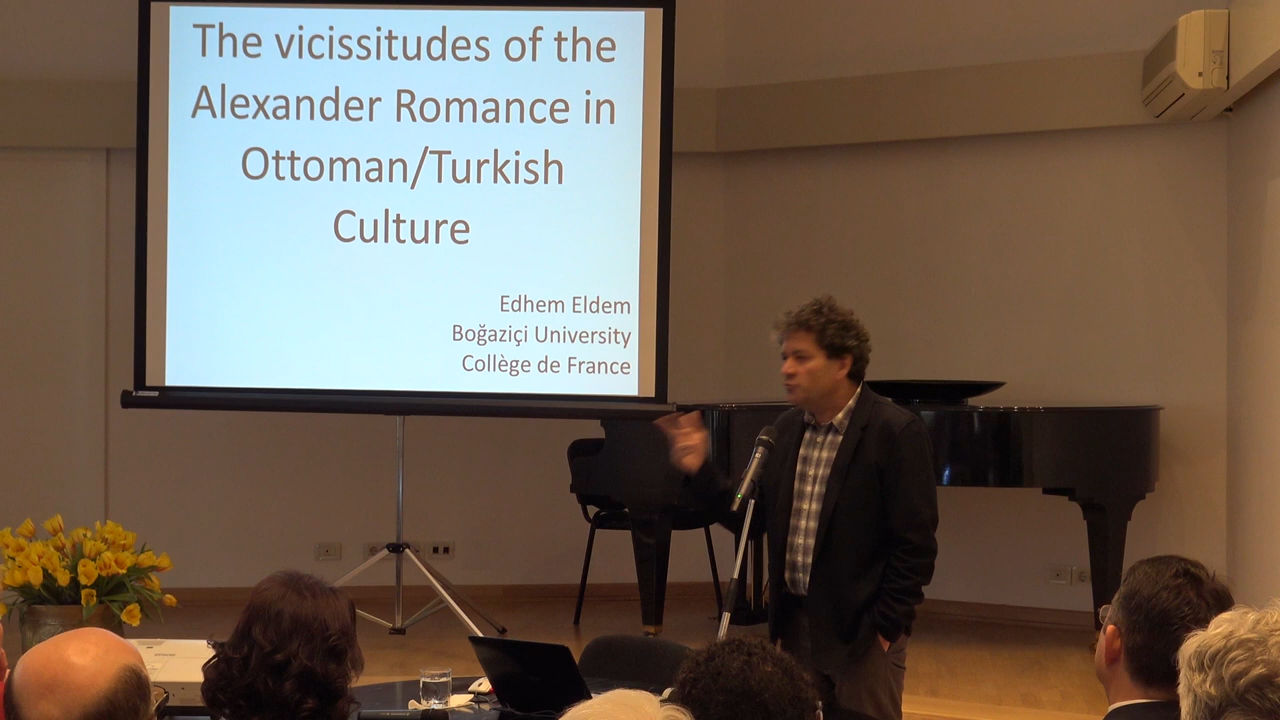 The vicissitudes of the
Alexander Romance in
Ottoman/Turkish
Culture
Edhem Eldem
Boğaziçi University
Collège de France